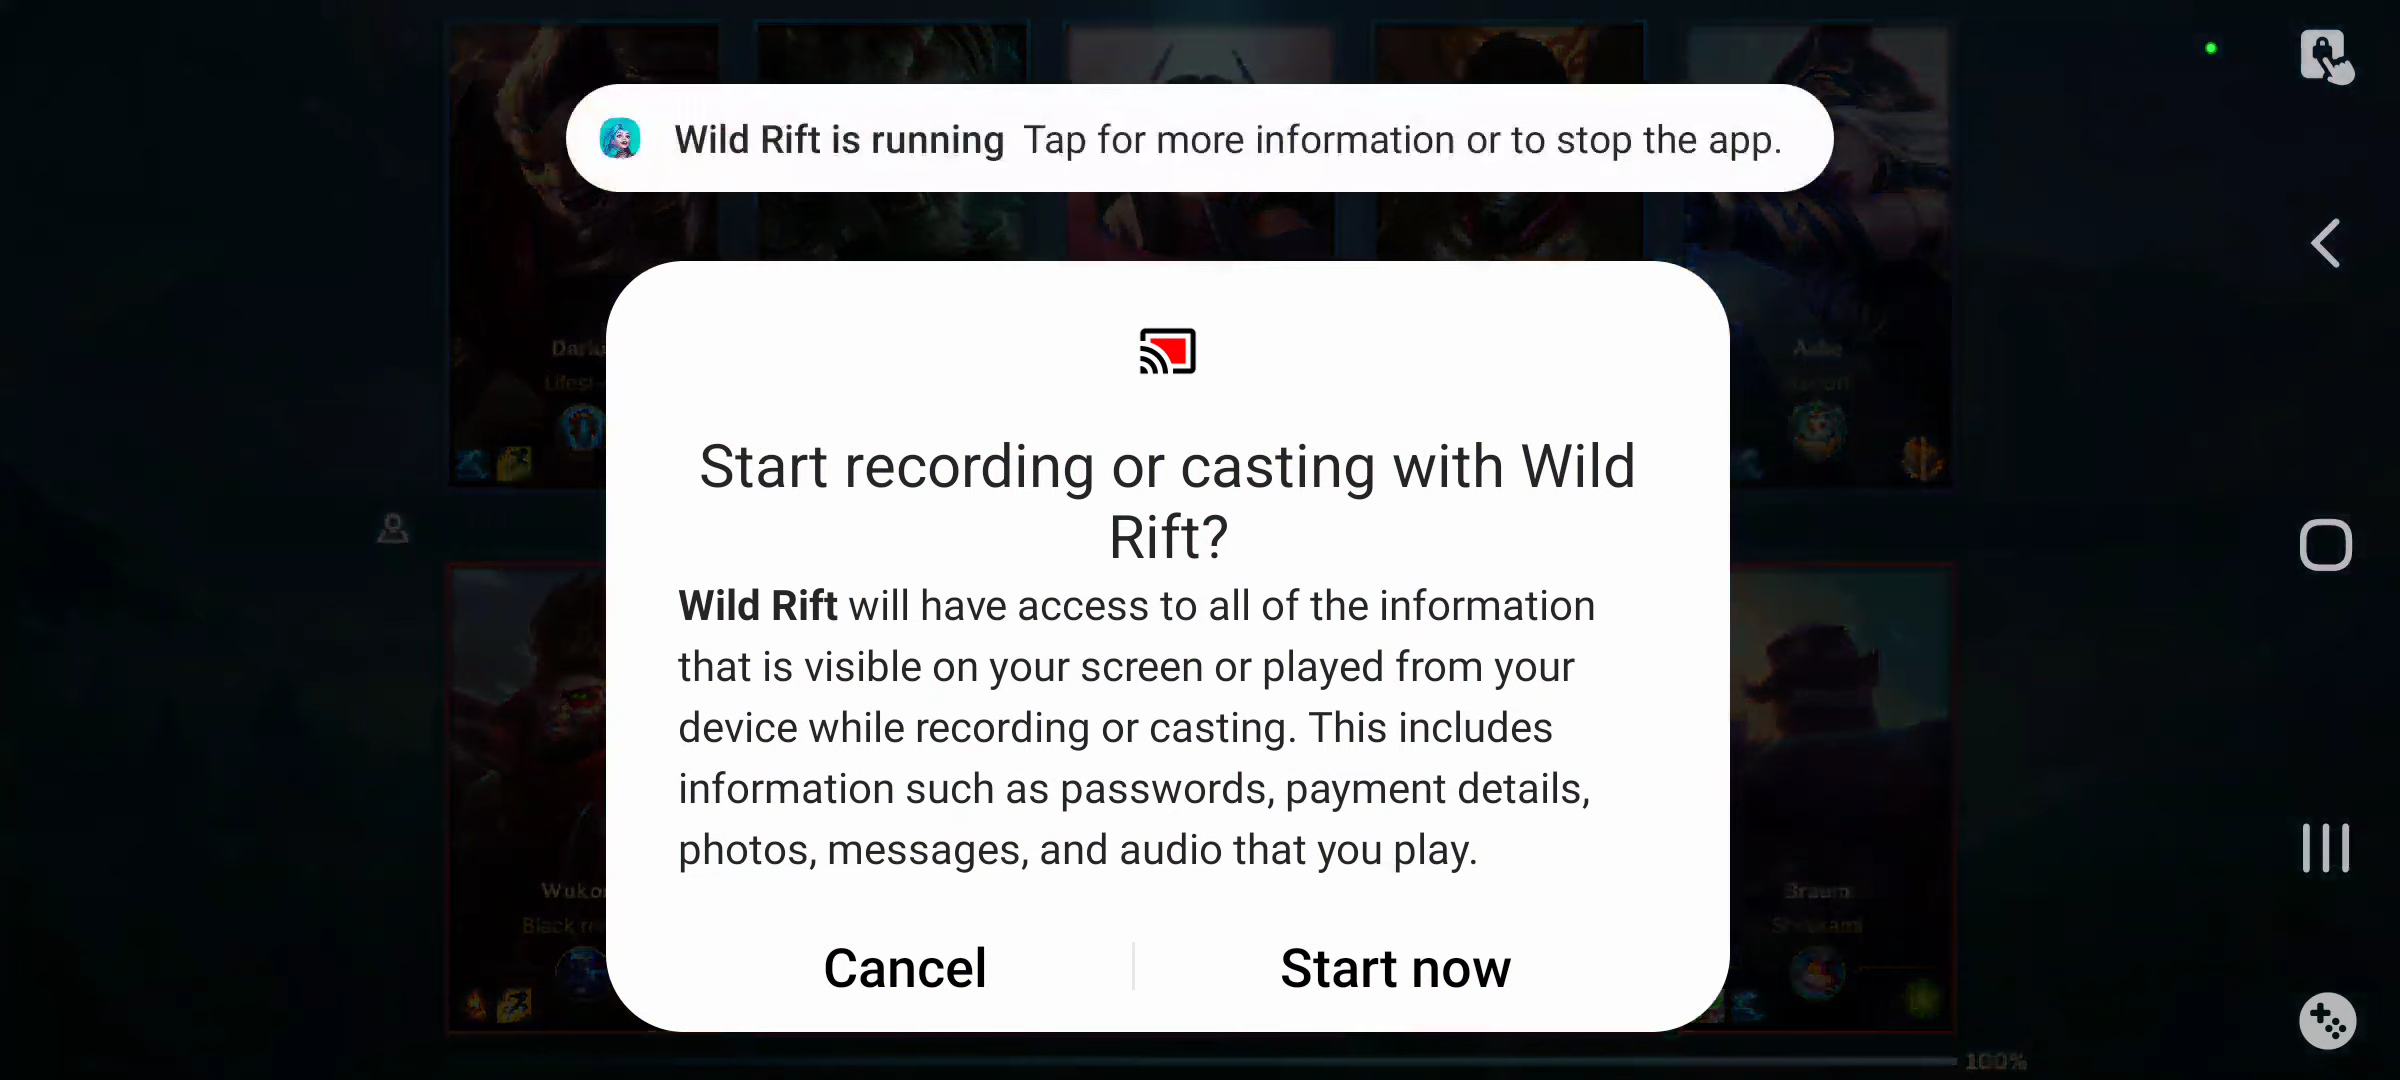 Wild Rift is running Tap for more information or to stop the app.
Start recording or casting with Wild
Rift?
Wild Rift will have access to all of the information
that is visible on your screen or played from your
device while recording or casting. This includes
information such as passwords, payment details,
photos, messages, and audio that you play.
Cancel
Start now
Ashe
Braum
100%